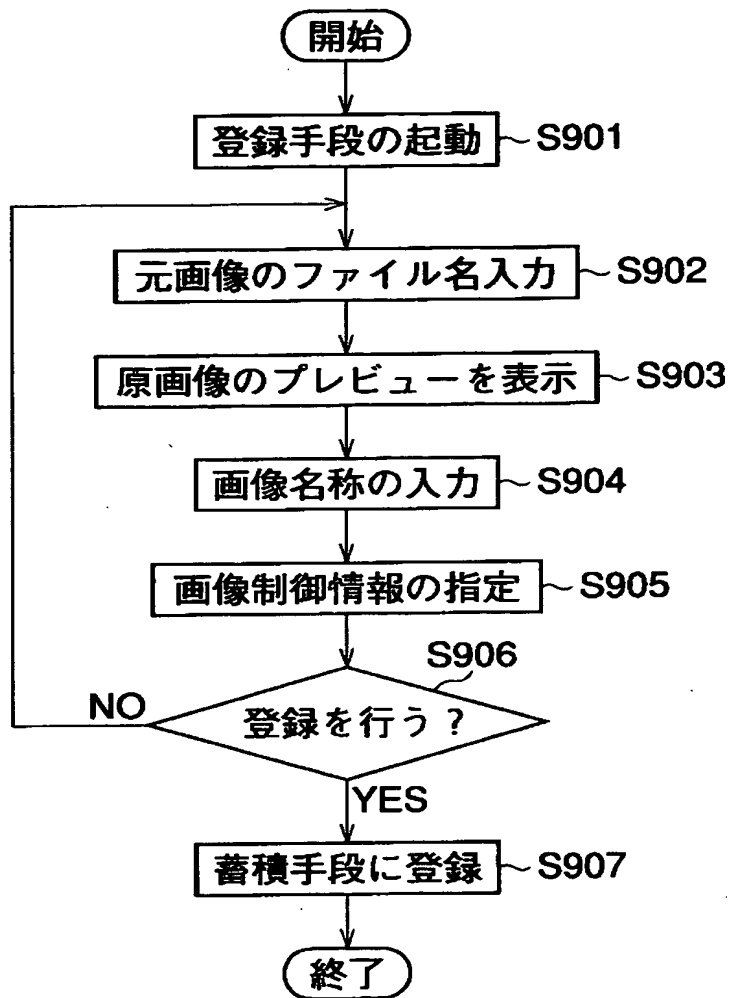 開始
登録手段の起動 S901
元画像のファイル名入力 S902
原画像のプレビューを表示 S903
画像名称の入力 S904
画像制御情報の指定 S905
S906
NO
登録を行う?
YES
蓄積手段に登録 S907
終了